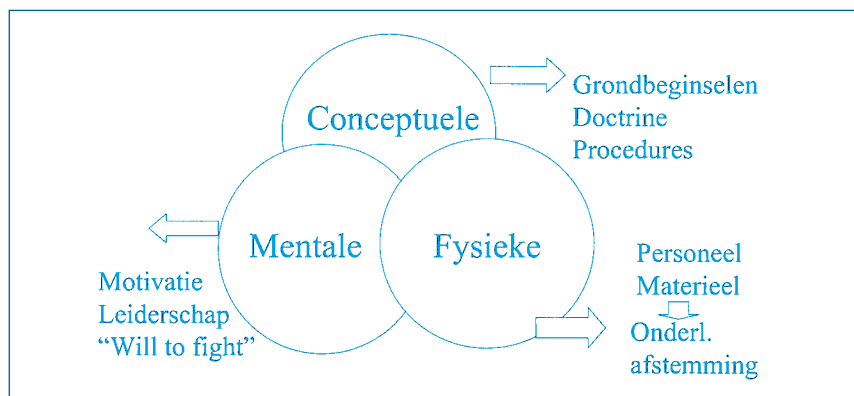 Conceptuele
Grondbeginselen
Doctrine
Procedures
Mentale
Motivatie
Leiderschap
“Will to fight”
Fysieke
Personeel
Materieel
Onderl.
afstemming